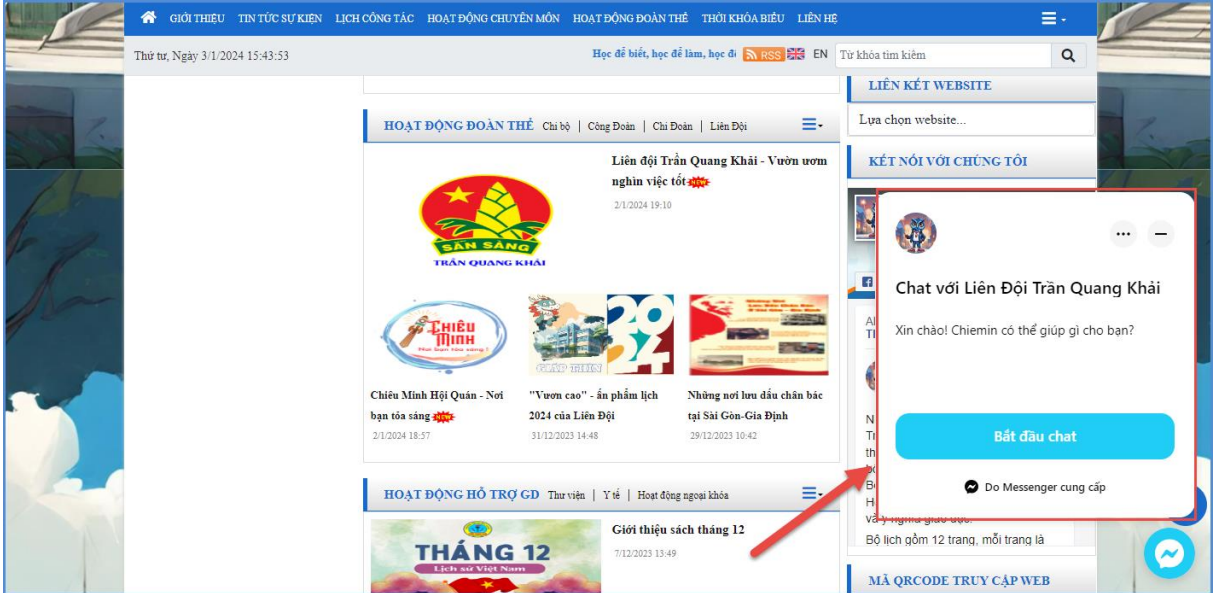 GIỚI THIỆU TIN TỨC SỰ KIỆN LỊCH CÔNG TÁC HOẠT ĐỘNG CHUYÊN MÔN HOẠT ĐỘNG ĐOÀN THỂ THỜI KHÓA BIỂU LIÊN HỆ
Thứ tư, Ngày 3/1/2024 15:43:53
Học để biết, học để làm, học để RSS EN Từ khóa tìm kiếm
HOẠT ĐỘNG ĐOÀN THỂ Chi bộ | Công Đoàn | Chi Đoàn | Liên Đội
SẴN SÀNG
TRẦN QUANG KHẢI
Liên đội Trần Quang Khải - Vườn ươm
nghìn việc tốt NEW
2/1/2024 19:10
CHIÊU
MINH
Nơi bạn tỏa sáng !
Chiêu Minh Hội Quán - Nơi
bạn tỏa sáng NEW
2/1/2024 18:57
2024
GIÁP THÌN
"Vươn cao" - ấn phẩm lịch
2024 của Liên Đội
31/12/2023 14:48
Những nơi lưu dấu chân bác
tại Sài Gòn-Gia Định
29/12/2023 10:42
HOẠT ĐỘNG HỖ TRỢ GD Thư viện | Y tế | Hoạt động ngoại khóa
THÁNG 12
Lịch sử Việt Nam
Giới thiệu sách tháng 12
7/12/2023 13:49
LIÊN KẾT WEBSITE
Lựa chọn website...
KẾT NỐI VỚI CHÚNG TÔI
Chat với Liên Đội Trần Quang Khải
Xin chào! Chiemin có thể giúp gì cho bạn?
Bắt đầu chat
Do Messenger cung cấp
và ý nghĩa giáo dục.
Bộ lịch gồm 12 trang, mỗi trang là
MÃ QRCODE TRUY CẬP WEB